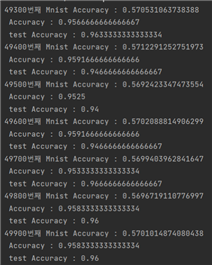 49300번째 Mnist Accuracy : 0.570531063738388
Accuracy : 0.9566666666666667
test Accuracy : 0.9633333333333334
49400번째 Mnist Accuracy : 0.5712291252751973
Accuracy : 0.9591666666666666
test Accuracy : 0.9466666666666667
49500번째 Mnist Accuracy : 0.5692423347473554
Accuracy : 0.9525
test Accuracy : 0.94
49600번째 Mnist Accuracy : 0.5702088814906299
Accuracy : 0.9591666666666666
test Accuracy : 0.9466666666666667
49700번째 Mnist Accuracy : 0.5699403962841647
Accuracy : 0.9533333333333334
test Accuracy : 0.9666666666666667
49800번째 Mnist Accuracy : 0.5696719110776997
Accuracy : 0.9583333333333334
test Accuracy : 0.96
49900번째 Mnist Accuracy : 0.5701014874080438
Accuracy : 0.9583333333333334
test Accuracy : 0.96